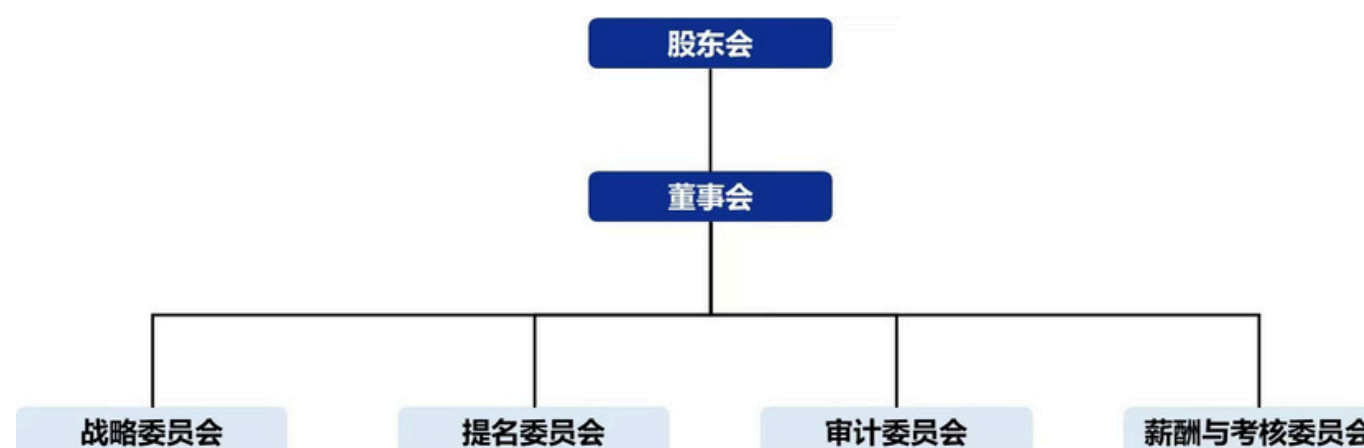 股东会
董事会
战略委员会
提名委员会
审计委员会
薪酬与考核委员会